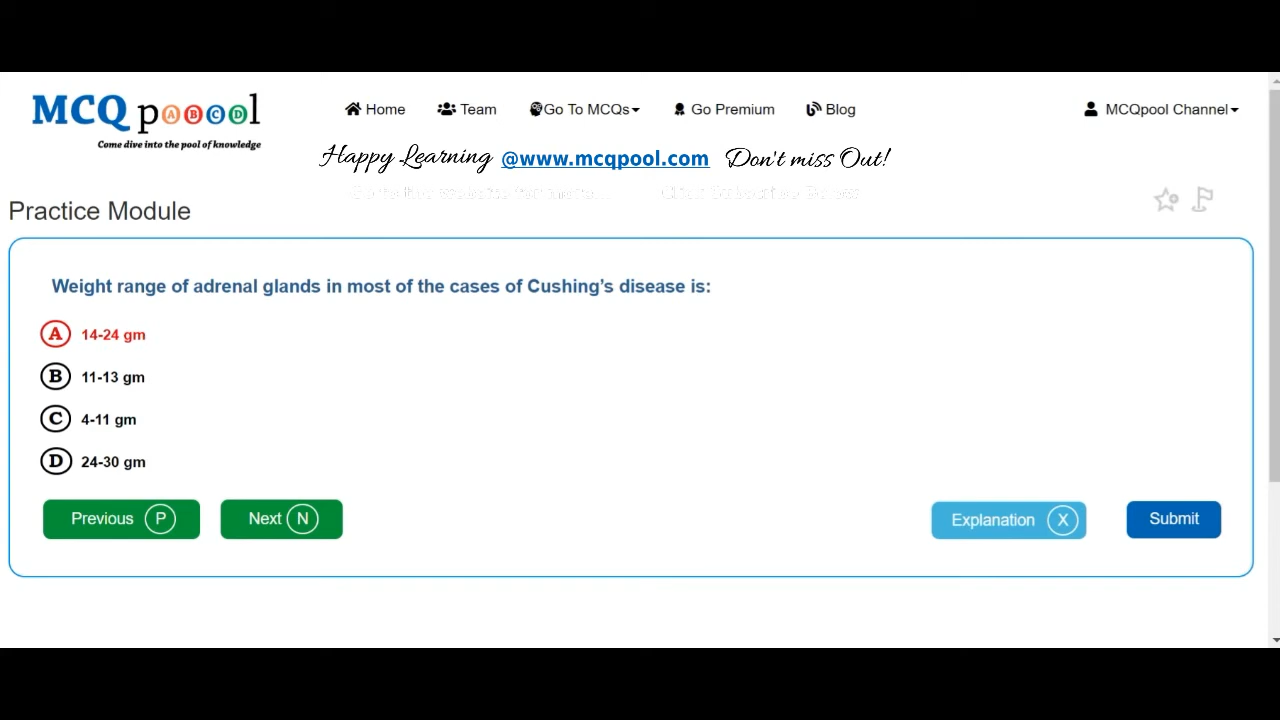 MCQ pABCDl
Come dive into the pool of knowledge
Home Team Go To MCQs Go Premium Blog MCQpool Channel
Happy Learning @www.mcqpool.com Don't miss Out!
Practice Module
Weight range of adrenal glands in most of the cases of Cushing's disease is:
A 14-24 gm
B 11-13 gm
C 4-11 gm
D 24-30 gm
Previous P Next N Explanation X Submit